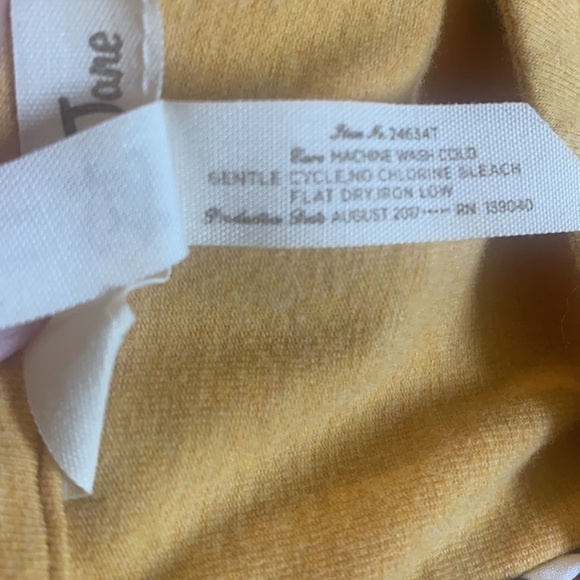 Jane
Item No. 24634T
Care MACHINE WASH COLD
GENTLE CYCLE.NO CHLORINE BLEACH
FLAT DRY.IRON LOW
Production Date AUGUST 2017····· RN 139040